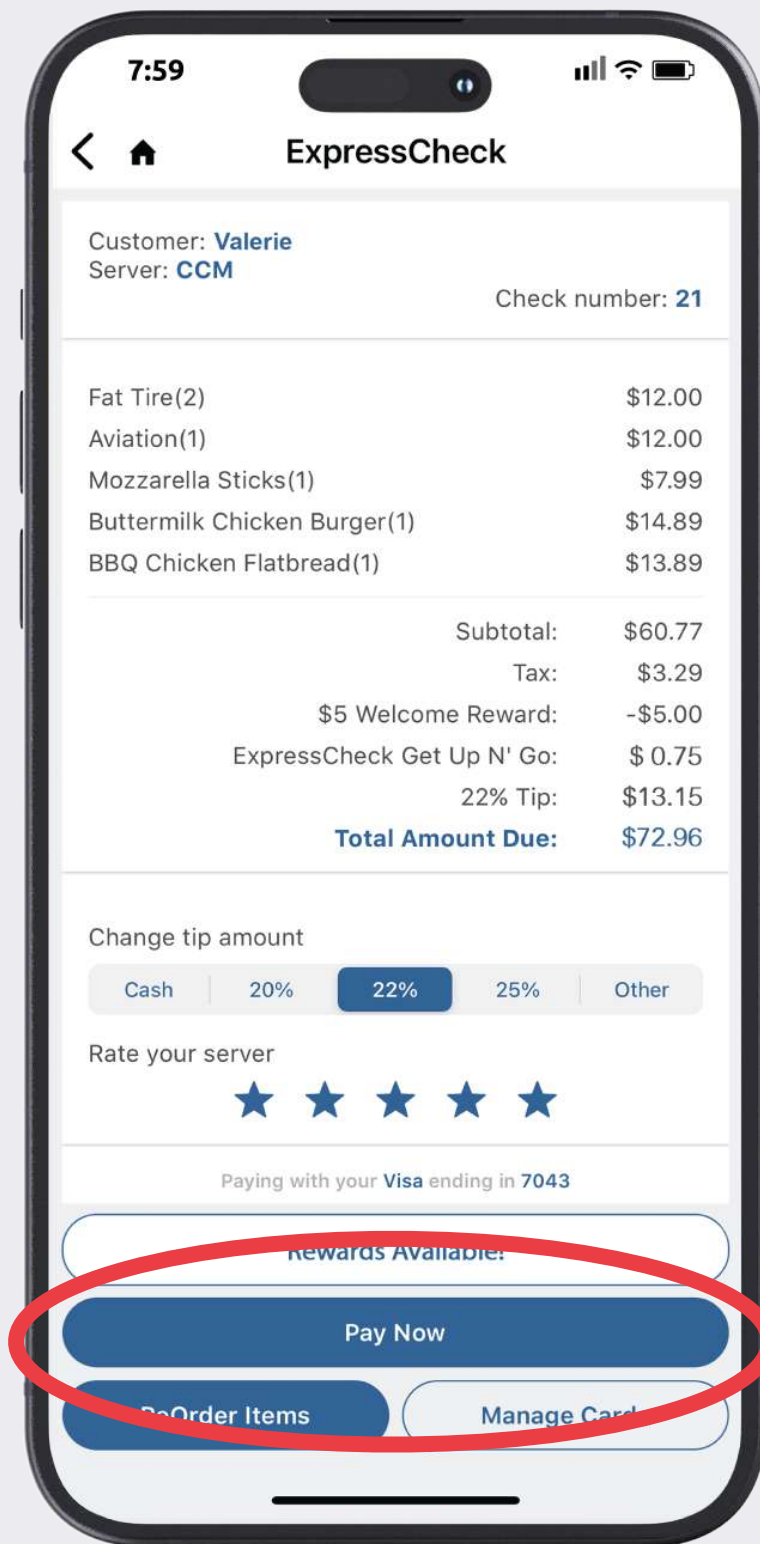 7:59
ExpressCheck
Customer: Valerie
Server: CCM
Check number: 21
Fat Tire(2) $12.00
Aviation(1) $12.00
Mozzarella Sticks(1) $7.99
Buttermilk Chicken Burger(1) $14.89
BBQ Chicken Flatbread(1) $13.89
Subtotal: $60.77
Tax: $3.29
$5 Welcome Reward: -$5.00
ExpressCheck Get Up N' Go: $ 0.75
22% Tip: $13.15
Total Amount Due: $72.96
Change tip amount
Cash 20% 22% 25% Other
Rate your server
Paying with your Visa ending in 7043
Rewards Available!
Pay Now
ReOrder Items Manage Cards